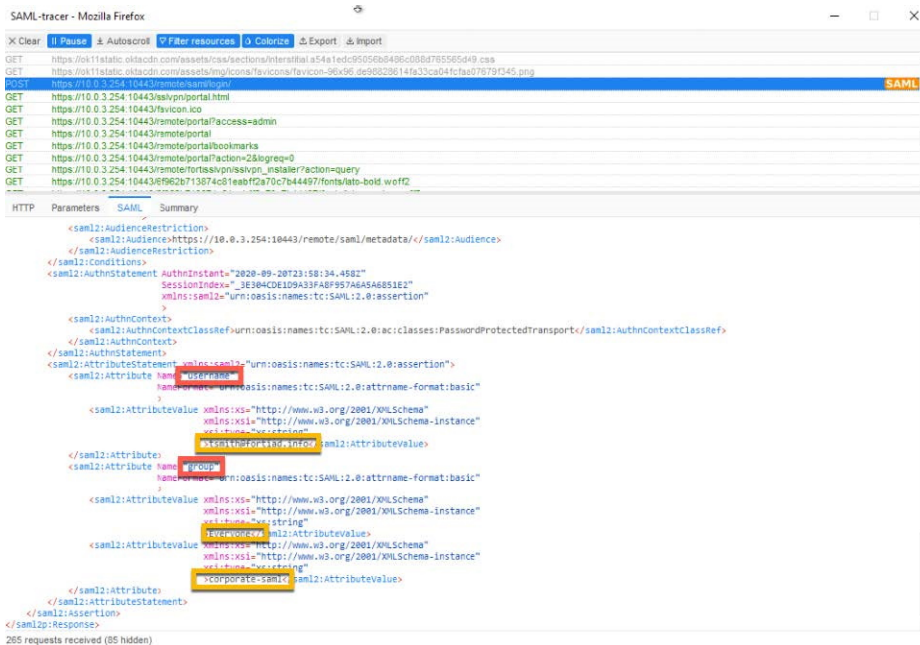 SAML-tracer - Mozilla Firefox
× Clear II Pause Autoscroll Filter resources Colorize Export Import
GET https://ok11static.oktacdn.com/assets/css/sections/interstitial.a54a1edc95056b8486c088d765565d49.css
GET https://ok11static.oktacdn.com/assets/img/icons/favicons/favicon-96x96.de98828614fa33ca04fcfaa07679f345.png
POST https://10.0.3.254:10443/remote/saml/login/ SAML
GET https://10.0.3.254:10443/sslvpn/portal.html
GET https://10.0.3.254:10443/favicon.ico
GET https://10.0.3.254:10443/remote/portal?access=admin
GET https://10.0.3.254:10443/remote/portal
GET https://10.0.3.254:10443/remote/portal/bookmarks
GET https://10.0.3.254:10443/remote/portal?action=2&logreq=0
GET https://10.0.3.254:10443/remote/fortisslvpn/sslvpn_installer?action=query
GET https://10.0.3.254:10443/6f962b713874c81eabff2a70c7b44497/fonts/lato-bold.woff2
HTTP Parameters SAML Summary
>
<saml2:AudienceRestriction>
<saml2:Audience>https://10.0.3.254:10443/remote/saml/metadata/</saml2:Audience>
</saml2:AudienceRestriction>
</saml2:Conditions>
<saml2:AuthnStatement AuthnInstant="2020-09-20T23:58:34.458Z"
SessionIndex="_3E304CDE1D9A33FA8F957A6A5A6851E2"
xmlns:saml2="urn:oasis:names:tc:SAML:2.0:assertion"
>
<saml2:AuthnContext>
<saml2:AuthnContextClassRef>urn:oasis:names:tc:SAML:2.0:ac:classes:PasswordProtectedTransport</saml2:AuthnContextClassRef>
</saml2:AuthnContext>
</saml2:AuthnStatement>
<saml2:AttributeStatement xmlns:saml2="urn:oasis:names:tc:SAML:2.0:assertion">
<saml2:Attribute Name="username"
NameFormat="urn:oasis:names:tc:SAML:2.0:attrname-format:basic"
>
<saml2:AttributeValue xmlns:xs="http://www.w3.org/2001/XMLSchema"
xmlns:xsi="http://www.w3.org/2001/XMLSchema-instance"
xsi:type="xs:string"
>tsmith@fortiad.info</saml2:AttributeValue>
</saml2:Attribute>
<saml2:Attribute Name="group"
NameFormat="urn:oasis:names:tc:SAML:2.0:attrname-format:basic"
>
<saml2:AttributeValue xmlns:xs="http://www.w3.org/2001/XMLSchema"
xmlns:xsi="http://www.w3.org/2001/XMLSchema-instance"
xsi:type="xs:string"
>Everyone</saml2:AttributeValue>
<saml2:AttributeValue xmlns:xs="http://www.w3.org/2001/XMLSchema"
xmlns:xsi="http://www.w3.org/2001/XMLSchema-instance"
xsi:type="xs:string"
>corporate-saml</saml2:AttributeValue>
</saml2:Attribute>
</saml2:AttributeStatement>
</saml2:Assertion>
</saml2p:Response>
265 requests received (85 hidden)